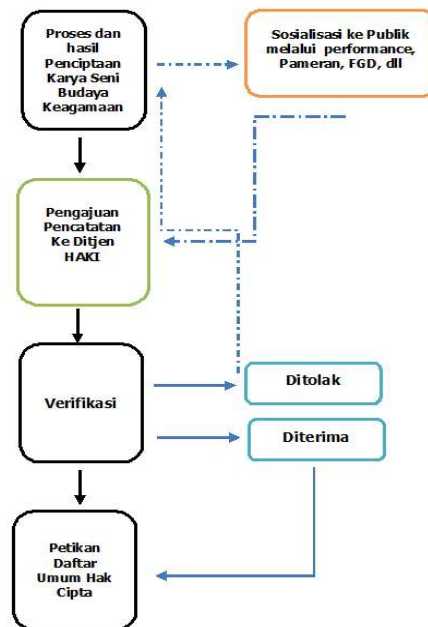 Proses dan
hasil
Penciptaan
Karya Seni
Budaya
Keagamaan
Sosialisasi ke Publik
melalui performance,
Pameran, FGD, dll
Pengajuan
Pencatatan
Ke Ditjen
HAKI
Verifikasi
Ditolak
Diterima
Petikan
Daftar
Umum Hak
Cipta